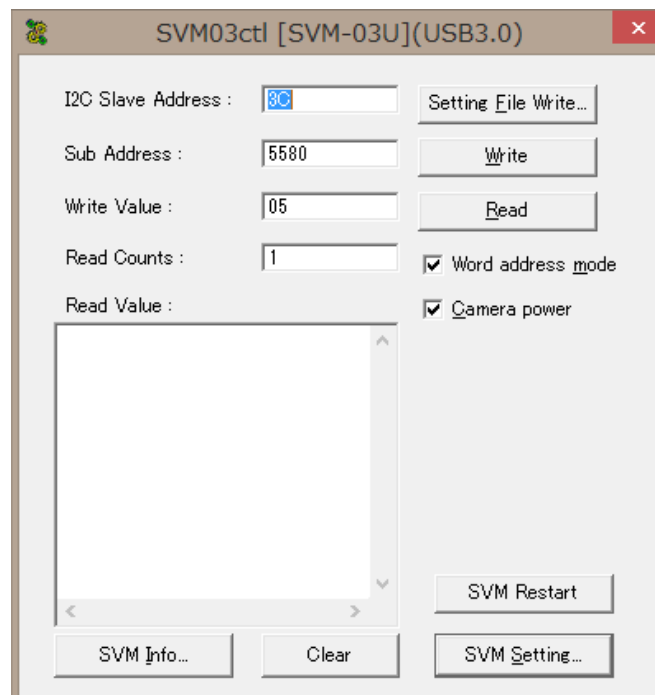 SVM03ctl [SVM-03U](USB3.0)
I2C Slave Address : 3C Setting File Write...
Sub Address : 5580 Write
Write Value : 05 Read
Read Counts : 1 Word address mode
Read Value : Camera power
SVM Restart
SVM Info... Clear SVM Setting...